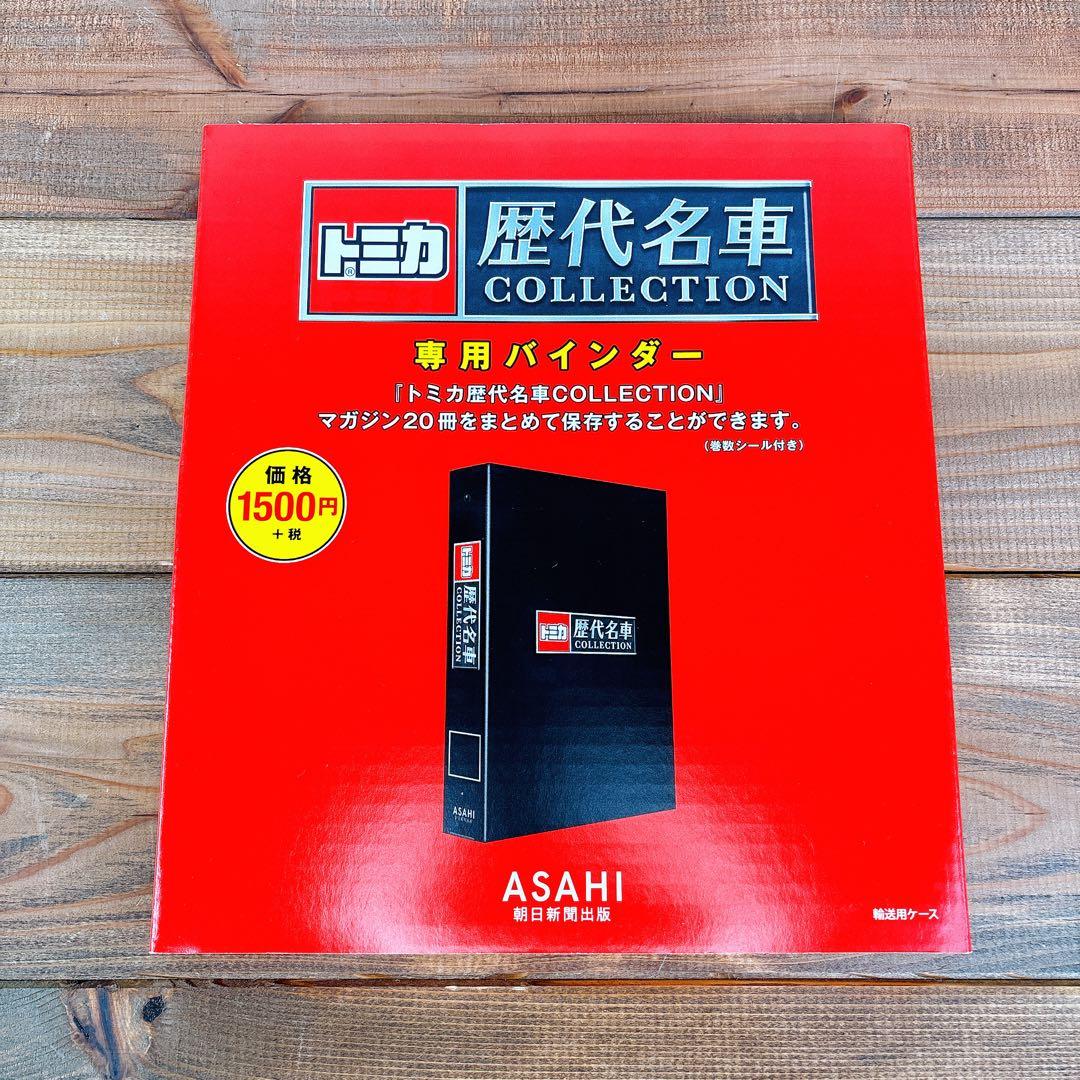 トミカ®
歴代名車
COLLECTION
専用バインダー
『トミカ歴代名車COLLECTION』
マガジン20冊をまとめて保存することができます。
(巻数シール付き)
価格
1500円
+税
トミカ
歴代名車
COLLECTION
トミカ
歴代名車
COLLECTION
ASAHI
ASAHI
朝日新聞出版
輸送用ケース